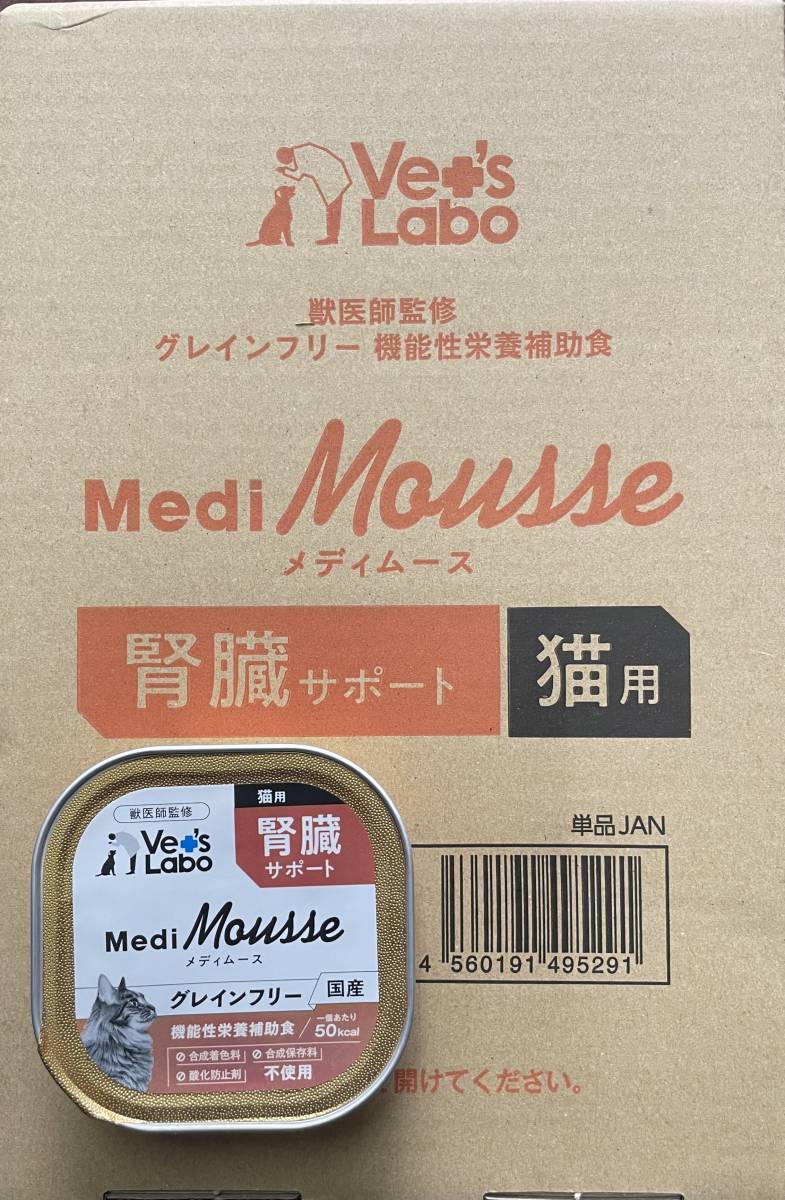 Vet's
Labo
獣医師監修
グレインフリー 機能性栄養補助食
Medi Mousse
メディムース
腎臓サポート
猫用
単品JAN
4 560191 495291
開けてください。
獣医師監修
Vet's
Labo
猫用
腎臓
サポート
Medi Mousse
メディムース
グレインフリー
国産
機能性栄養補助食
一個あたり
50kcal
合成着色料
合成保存料
酸化防止剤
不使用